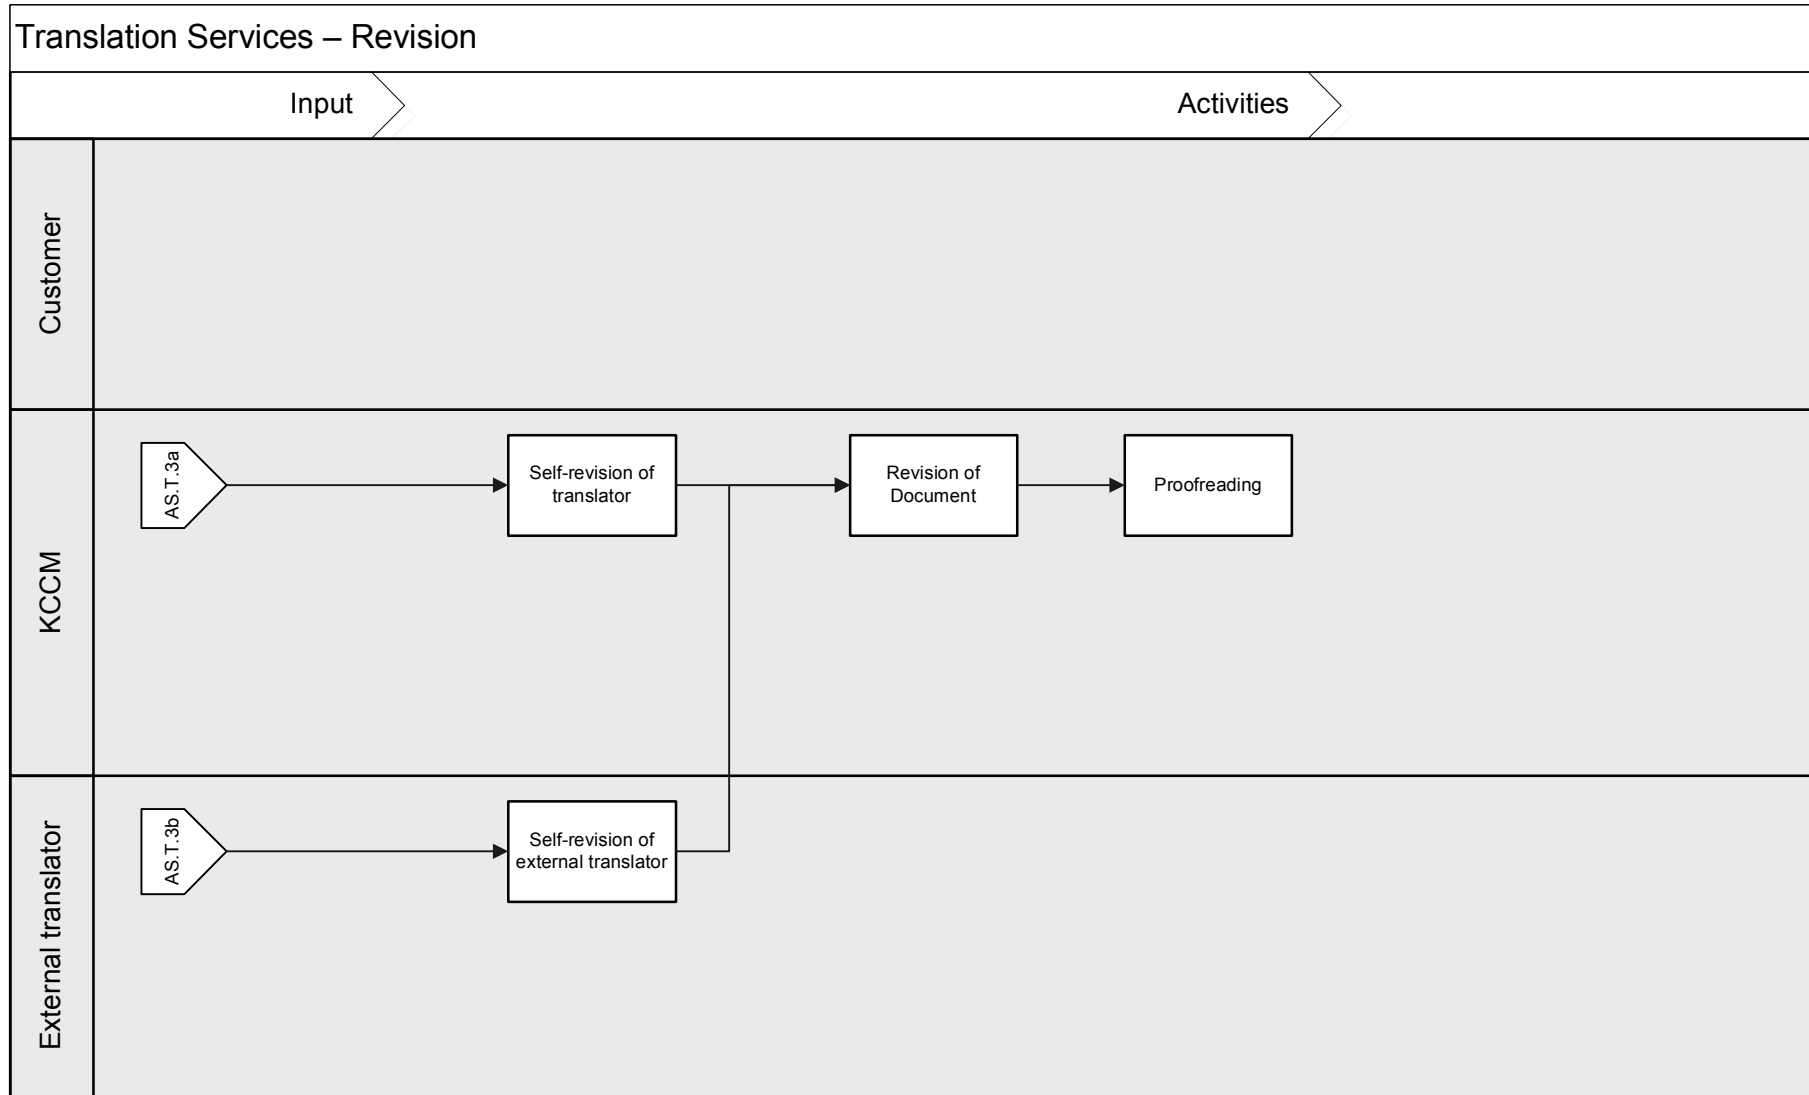 Translation Services – Revision
Input
Activities
Customer
KCCM
AS.T.3a
Self-revision of
translator
Revision of
Document
Proofreading
External translator
AS.T.3b
Self-revision of
external translator